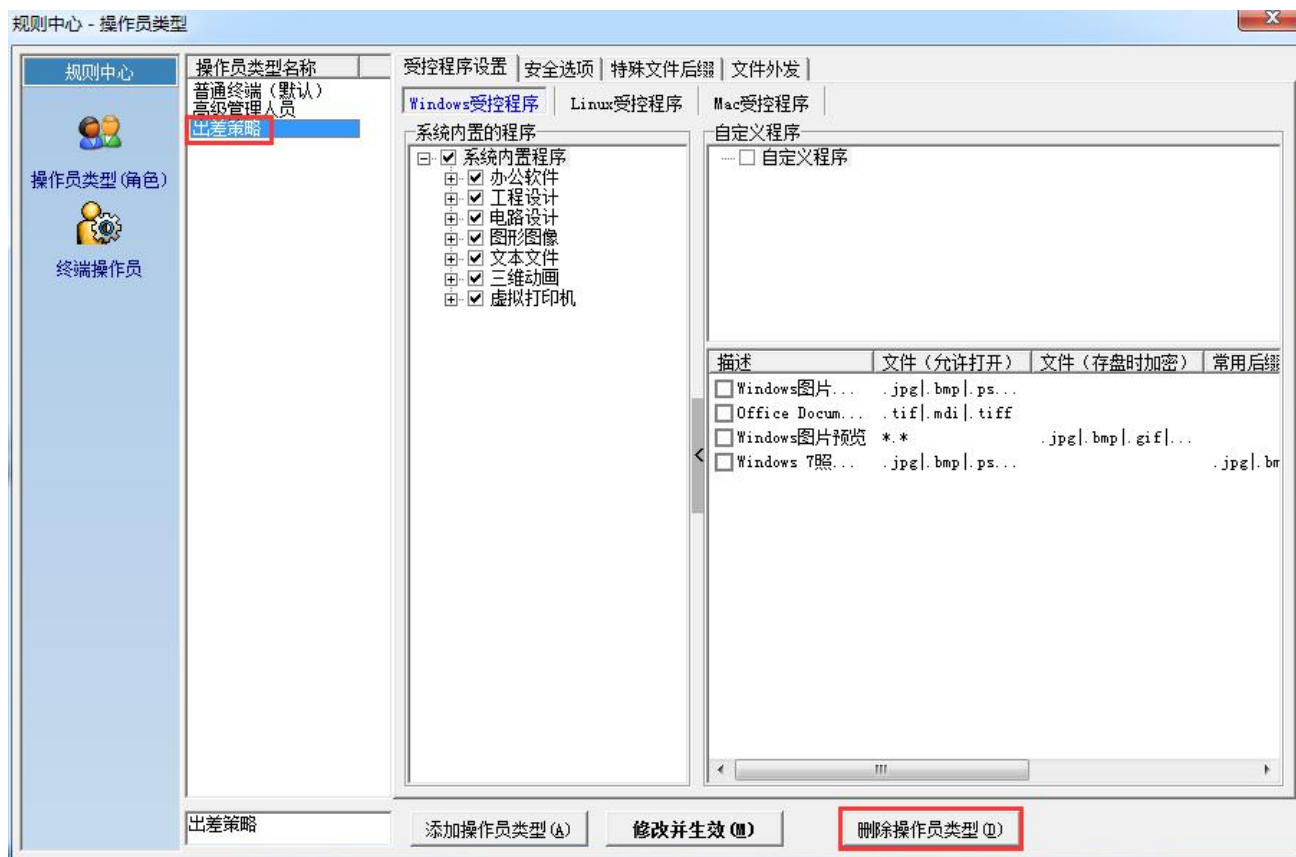 规则中心 - 操作员类型
规则中心
操作员类型(角色)
终端操作员
操作员类型名称
普通终端（默认）
高级管理人员
出差策略
受控程序设置 安全选项 特殊文件后缀 文件外发
Windows受控程序 Linux受控程序 Mac受控程序
系统内置的程序
系统内置程序
办公软件
工程设计
电路设计
图形图像
文本文件
三维动画
虚拟打印机
自定义程序
自定义程序
描述 文件（允许打开） 文件（存盘时加密） 常用后缀
Windows图片... .jpg|.bmp|.ps...
Office Docum... .tif|.mdi|.tiff
Windows图片预览 *.* .jpg|.bmp|.gif|...
Windows 7照... .jpg|.bmp|.ps... .jpg|.bm
出差策略
添加操作员类型(A) 修改并生效(M) 删除操作员类型(D)